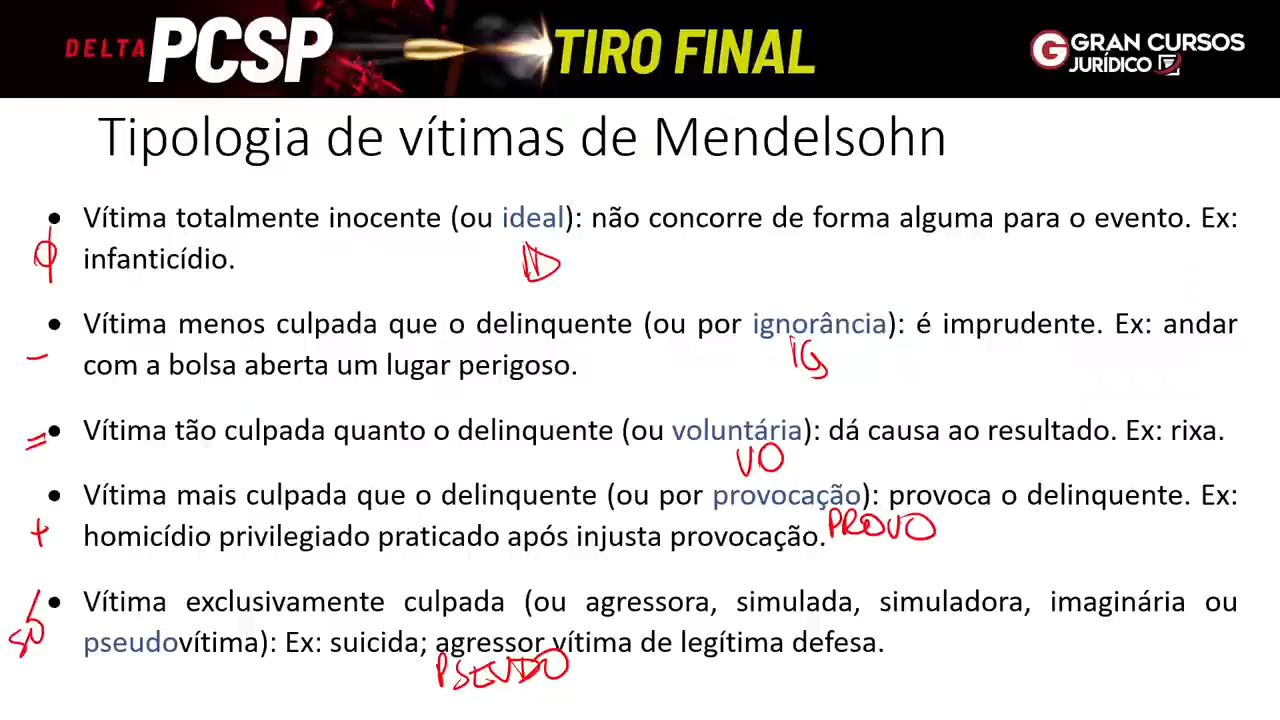 DELTA PCSP TIRO FINAL GRAN CURSOS
JURÍDICO
Tipologia de vítimas de Mendelsohn
• Vítima totalmente inocente (ou ideal): não concorre de forma alguma para o evento. Ex:
infanticídio.
ID
• Vítima menos culpada que o delinquente (ou por ignorância): é imprudente. Ex: andar
- com a bolsa aberta um lugar perigoso.
IG
= • Vítima tão culpada quanto o delinquente (ou voluntária): dá causa ao resultado. Ex: rixa.
VO
• Vítima mais culpada que o delinquente (ou por provocação): provoca o delinquente. Ex:
+ homicídio privilegiado praticado após injusta provocação.
PROVO
• Vítima exclusivamente culpada (ou agressora, simulada, simuladora, imaginária ou
SÓ pseudovítima): Ex: suicida; agressor vítima de legítima defesa.
PSEUDO